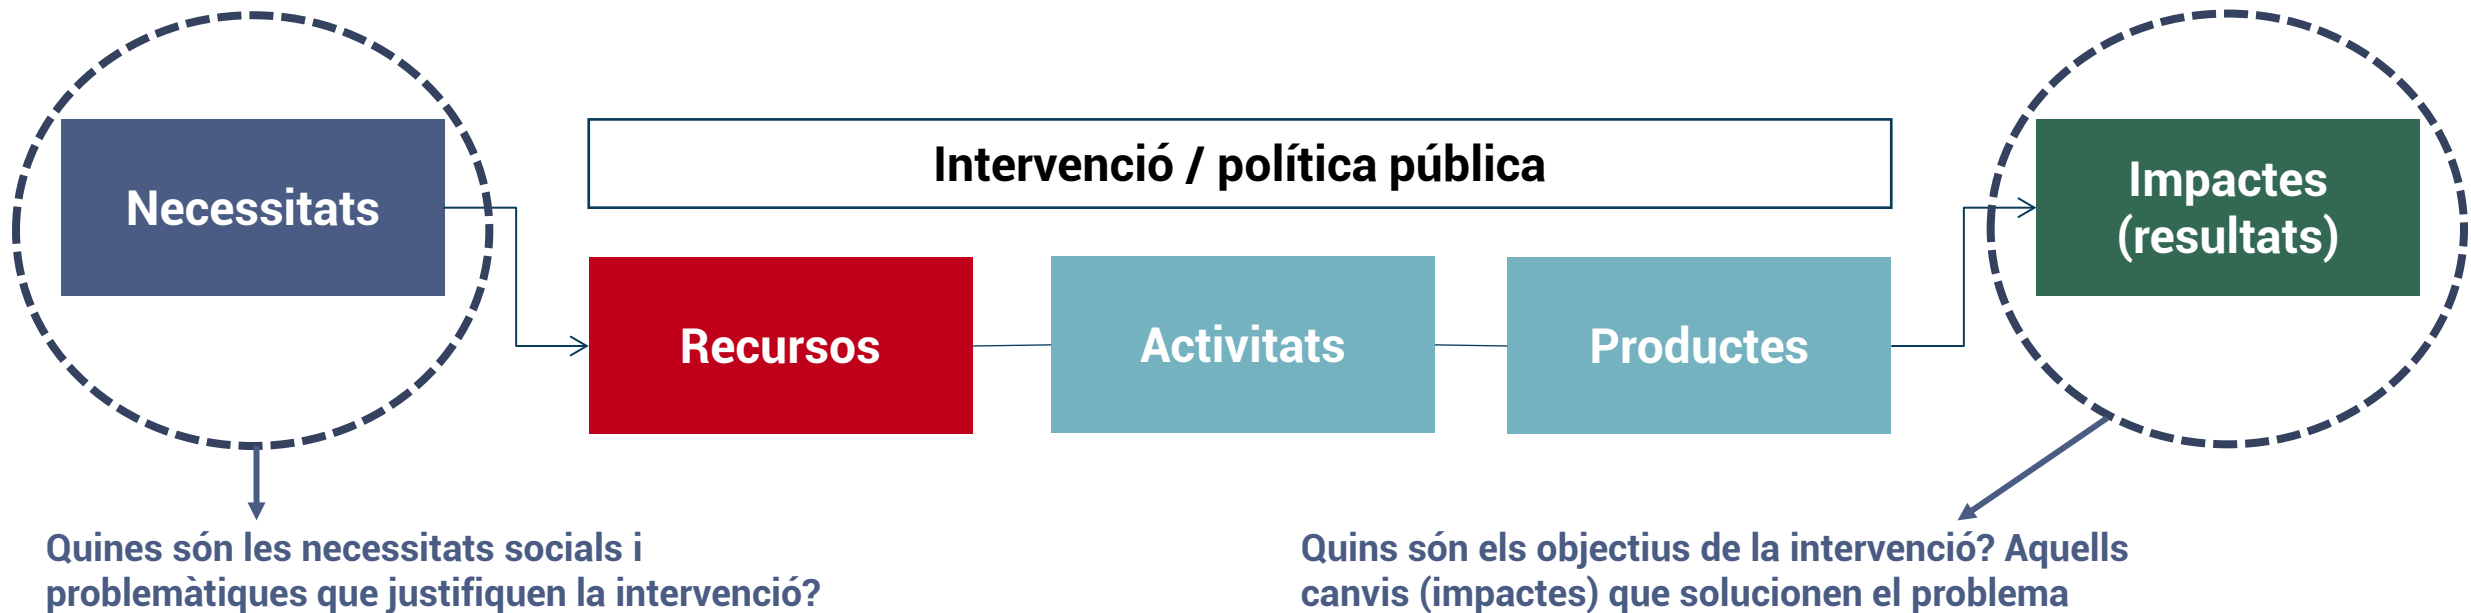 Necessitats
Intervenció / política pública
Recursos
Activitats
Productes
Impactes
(resultats)
Quines són les necessitats socials i
problemàtiques que justifiquen la intervenció?
Quins són els objectius de la intervenció? Aquells
canvis (impactes) que solucionen el problema